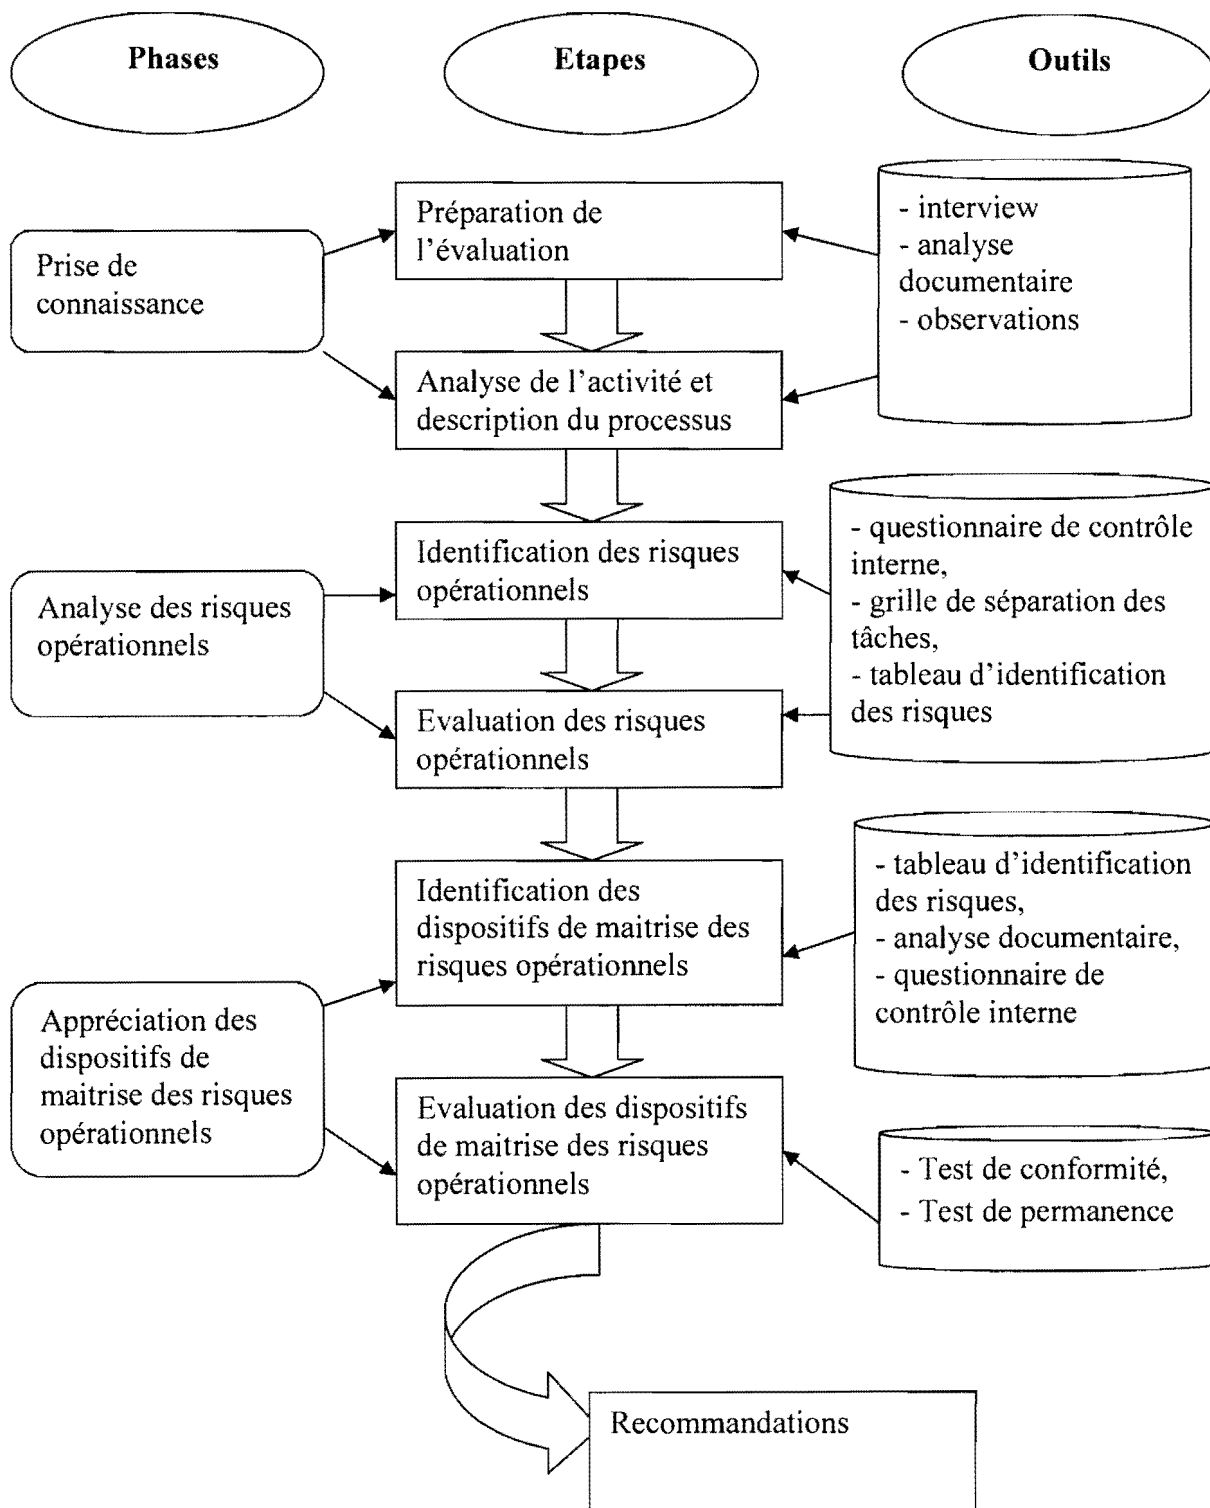 Phases
Etapes
Outils
Préparation de
l’évaluation
- interview
- analyse
documentaire
- observations
Prise de
connaissance
Analyse de l’activité et
description du processus
Identification des risques
opérationnels
- questionnaire de contrôle
interne,
- grille de séparation des
tâches,
- tableau d’identification
des risques
Analyse des risques
opérationnels
Evaluation des risques
opérationnels
Identification des
dispositifs de maitrise des
risques opérationnels
- tableau d’identification
des risques,
- analyse documentaire,
- questionnaire de
contrôle interne
Appréciation des
dispositifs de
maitrise des risques
opérationnels
Evaluation des dispositifs
de maitrise des risques
opérationnels
- Test de conformité,
- Test de permanence
Recommandations